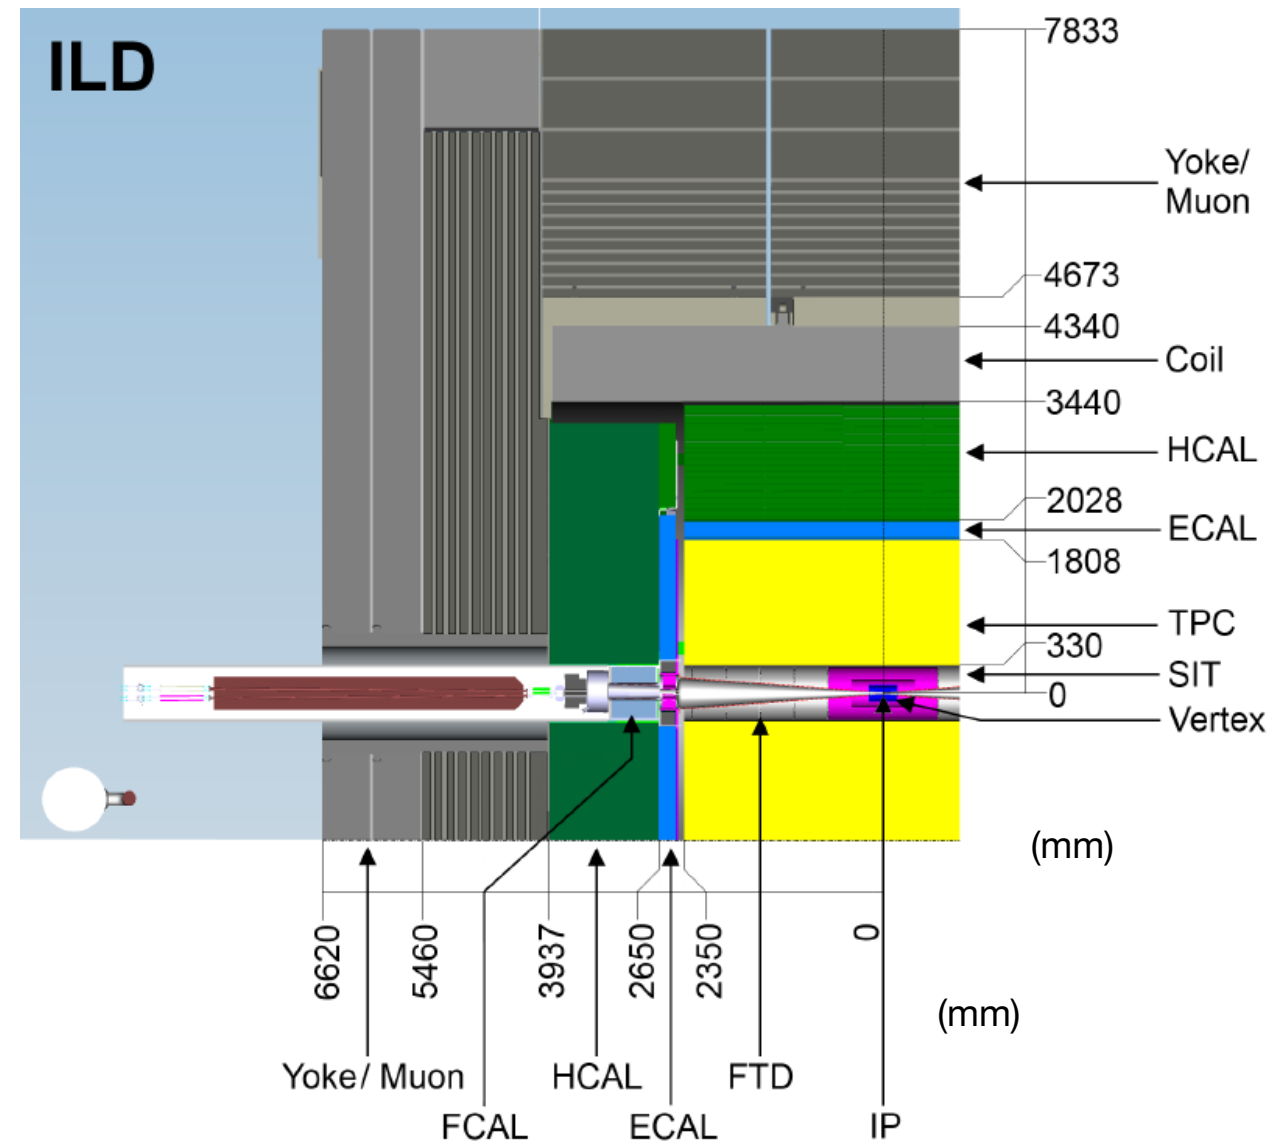 ILD
7833
Yoke/
Muon
4673
4340
Coil
3440
HCAL
2028
ECAL
1808
TPC
330
SIT
0
Vertex
(mm)
6620
5460
3937
2650
2350
0
(mm)
Yoke/ Muon
HCAL
FTD
FCAL
ECAL
IP